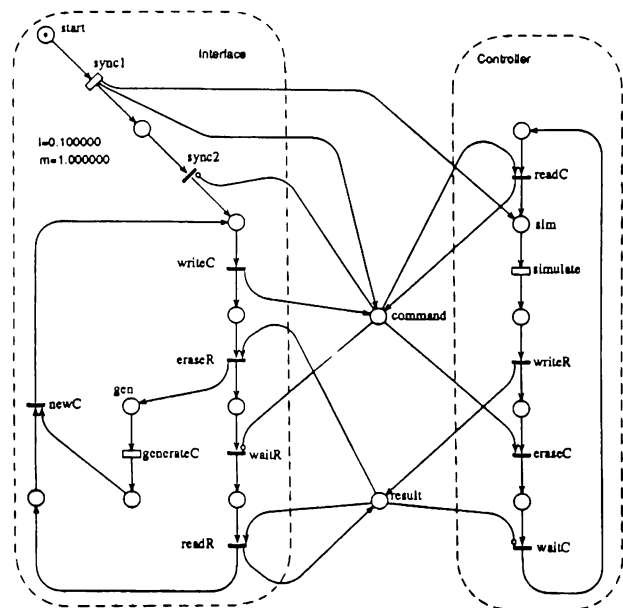 start
sync1
Interface
Controller
l=0.100000
m=1.000000
sync2
readC
sim
writeC
simulate
command
eraseR
writeR
gen
newC
generateC
waitR
eraseC
result
readR
waitC